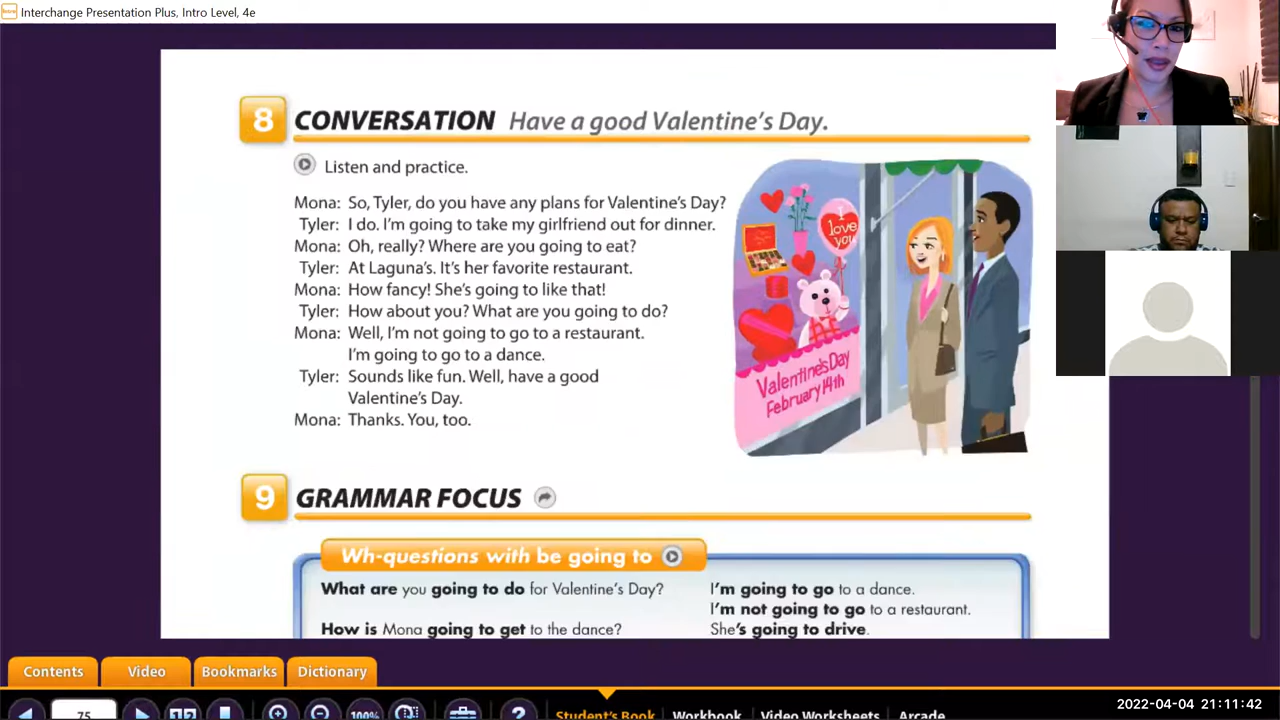 Interchange Presentation Plus, Intro Level, 4e
8 CONVERSATION Have a good Valentine's Day.
Listen and practice.
Mona: So, Tyler, do you have any plans for Valentine's Day?
Tyler: I do. I'm going to take my girlfriend out for dinner.
Mona: Oh, really? Where are you going to eat?
Tyler: At Laguna's. It's her favorite restaurant.
Mona: How fancy! She's going to like that!
Tyler: How about you? What are you going to do?
Mona: Well, I'm not going to go to a restaurant.
I'm going to go to a dance.
Tyler: Sounds like fun. Well, have a good
Valentine's Day.
Mona: Thanks. You, too.
I
love
you
Valentine's Day
February 14th
9 GRAMMAR FOCUS
Wh-questions with be going to
What are you going to do for Valentine's Day? I'm going to go to a dance.
I'm not going to go to a restaurant.
How is Mona going to get to the dance? She's going to drive.
Contents Video Bookmarks Dictionary
75 100% ? Student's Book Workbook Video Worksheets Arcade
2022-04-04 21:11:42